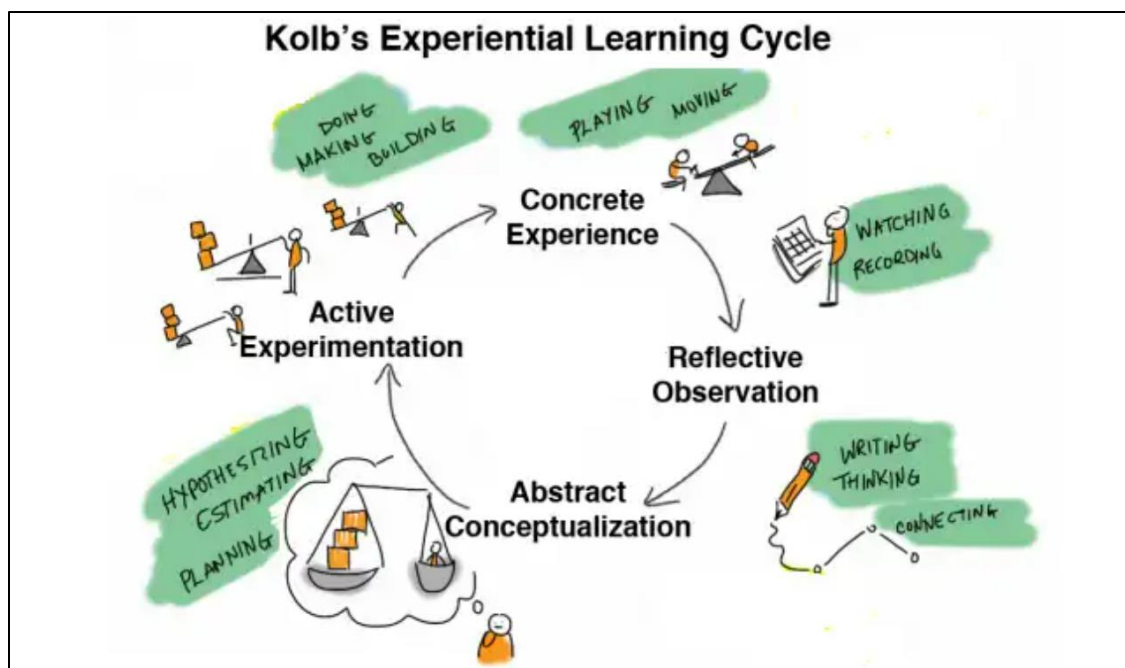 Kolb's Experiential Learning Cycle
DOING
MAKING
BUILDING
PLAYING MOVING
Concrete
Experience
WATCHING
RECORDING
Active
Experimentation
Reflective
Observation
HYPOTHESIZING
ESTIMATING
PLANNING
Abstract
Conceptualization
WRITING
THINKING
CONNECTING